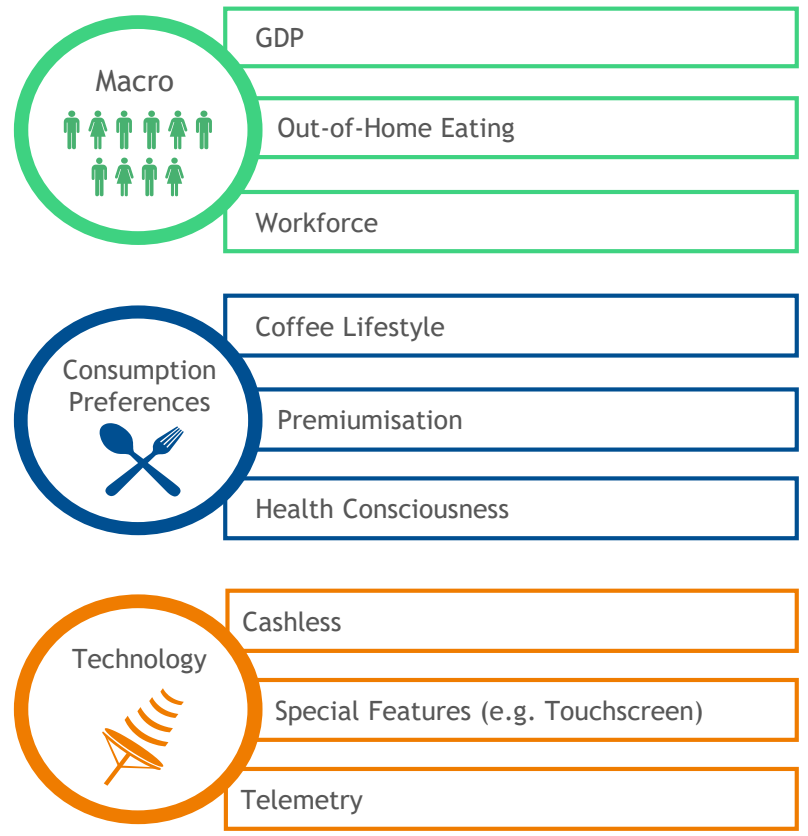 Macro
GDP
Out-of-Home Eating
Workforce
Consumption
Preferences
Coffee Lifestyle
Premiumisation
Health Consciousness
Technology
Cashless
Special Features (e.g. Touchscreen)
Telemetry